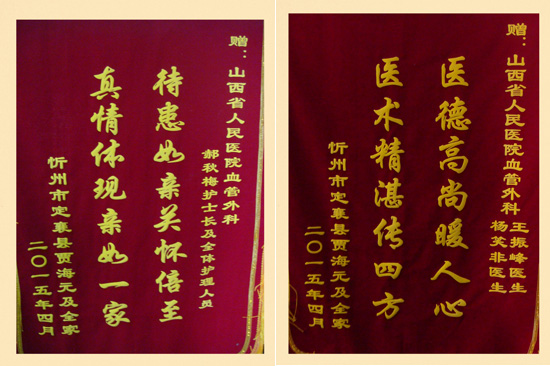 赠：山西省人民医院血管外科
郝秋梅护士长及全体护理人员
待患如亲关怀倍至
真情体现亲如一家
忻州市定襄县贾海元及全家
二〇一五年四月
赠：山西省人民医院血管外科
王振峰医生
杨英非医生
医德高尚暖人心
医术精湛传四方
忻州市定襄县贾海元及全家
二〇一五年四月